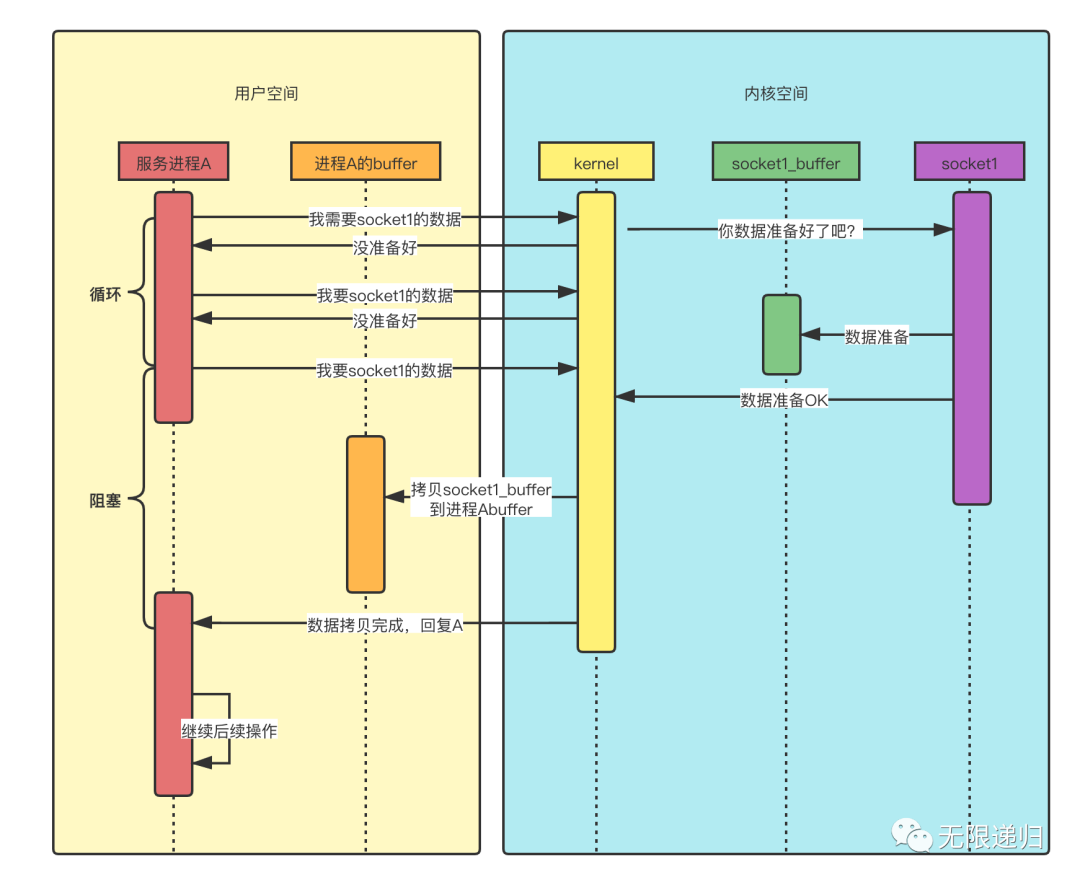 用户空间
内核空间
服务进程A
进程A的buffer
kernel
socket1_buffer
socket1
我需要socket1的数据
你数据准备好了吧？
没准备好
循环
我要socket1的数据
没准备好
数据准备
我要socket1的数据
数据准备OK
阻塞
拷贝socket1_buffer
到进程Abuffer
数据拷贝完成，回复A
继续后续操作
无限递归